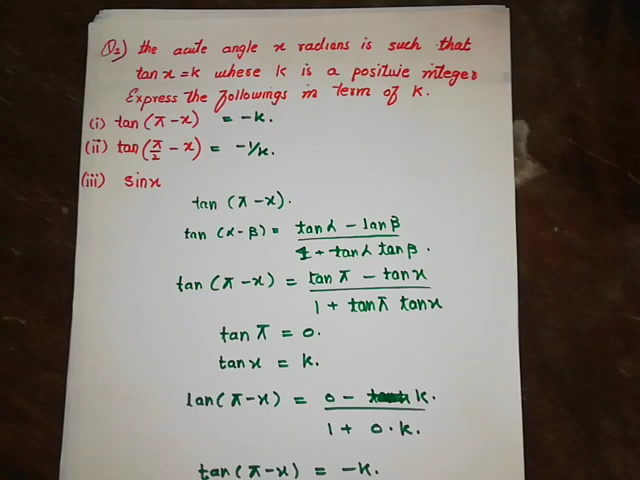 Q2) the acute angle x radians is such that
tan x = k where k is a positive integer
Express the followings in term of k.
(i) tan (π - x) = -k.
(ii) tan (π/2 - x) = -1/k.
(iii) sinx
tan (π - x).
tan (α - β) = (tan α - tan β) / (1 + tan α tan β).
tan (π - x) = (tan π - tan x) / (1 + tan π tan x)
tan π = 0.
tan x = k.
tan (π - x) = (0 - k.) / (1 + 0 · k.)
tan (π - x) = -k.